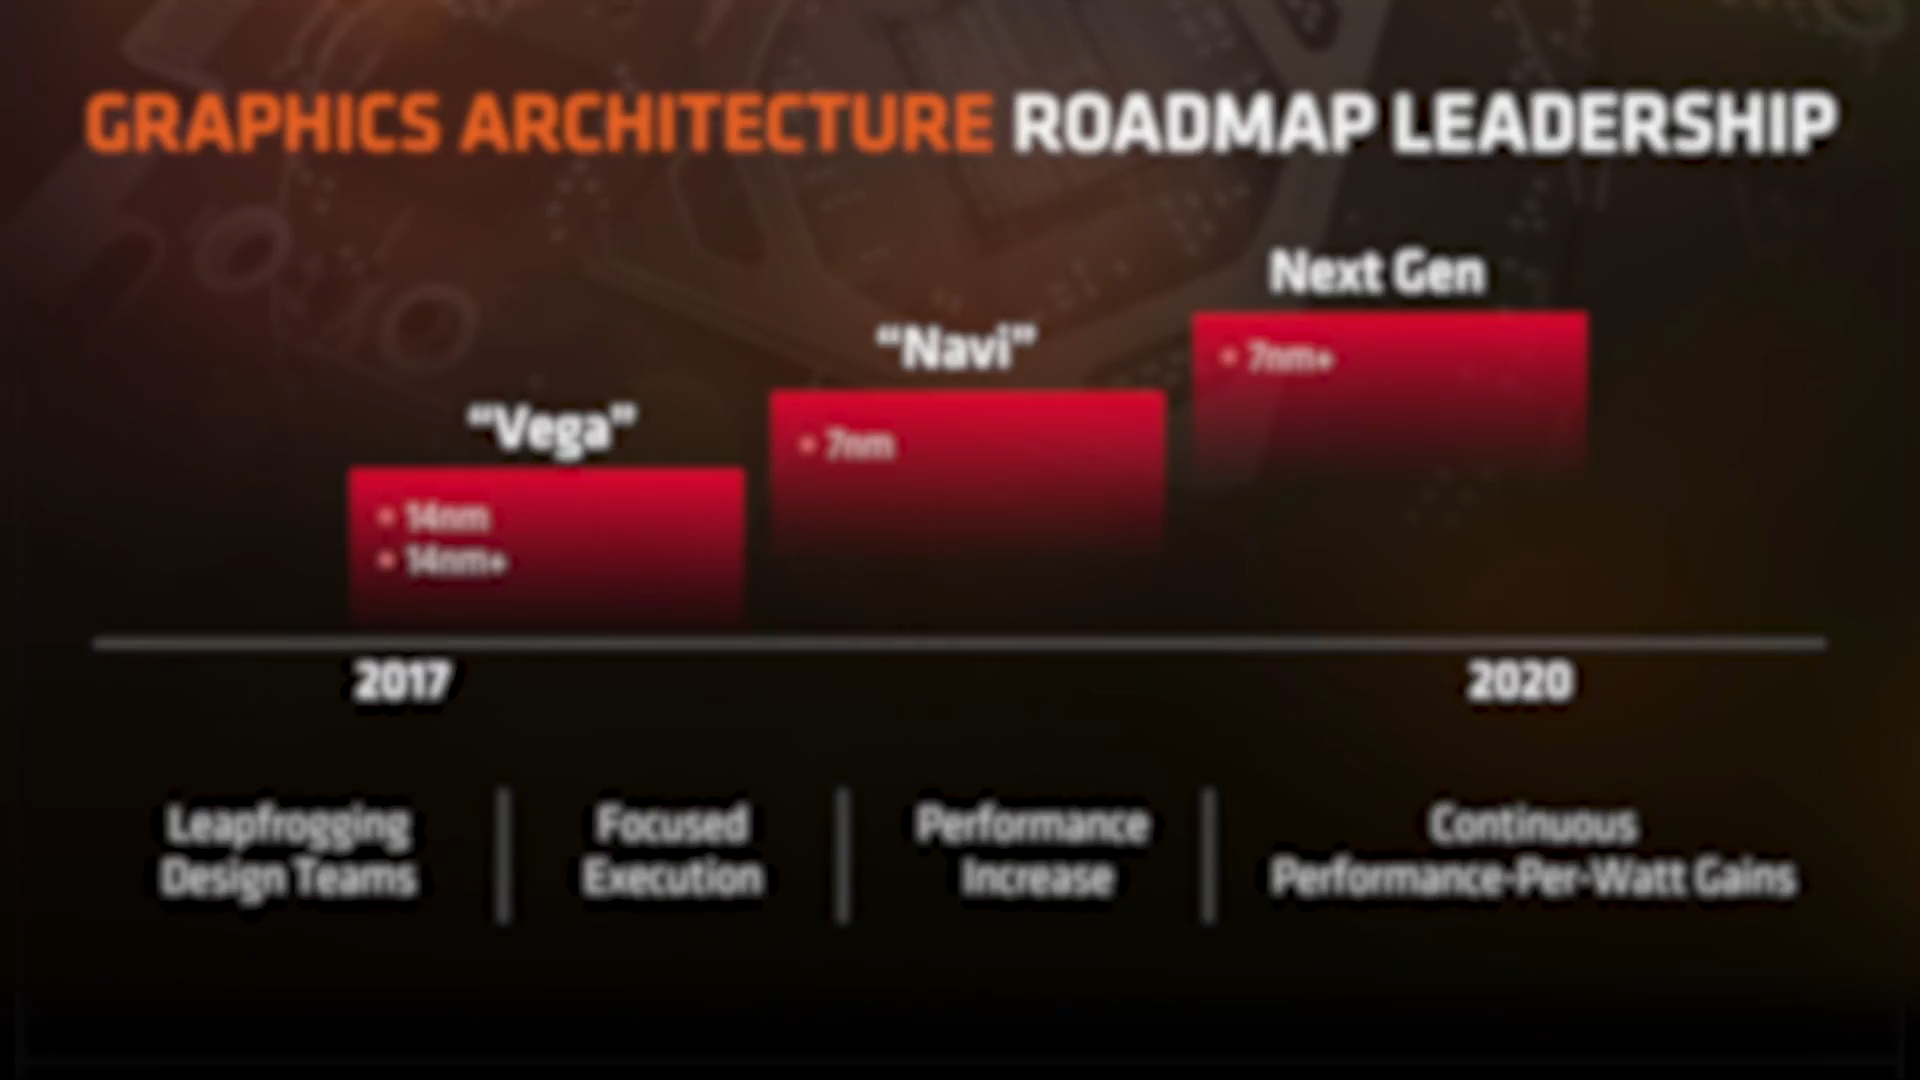 GRAPHICS ARCHITECTURE ROADMAP LEADERSHIP
Next Gen
• 7nm+
“Navi”
• 7nm
“Vega”
• 14nm
• 14nm+
2017
2020
Leapfrogging
Design Teams
Focused
Execution
Performance
Increase
Continuous
Performance-Per-Watt Gains